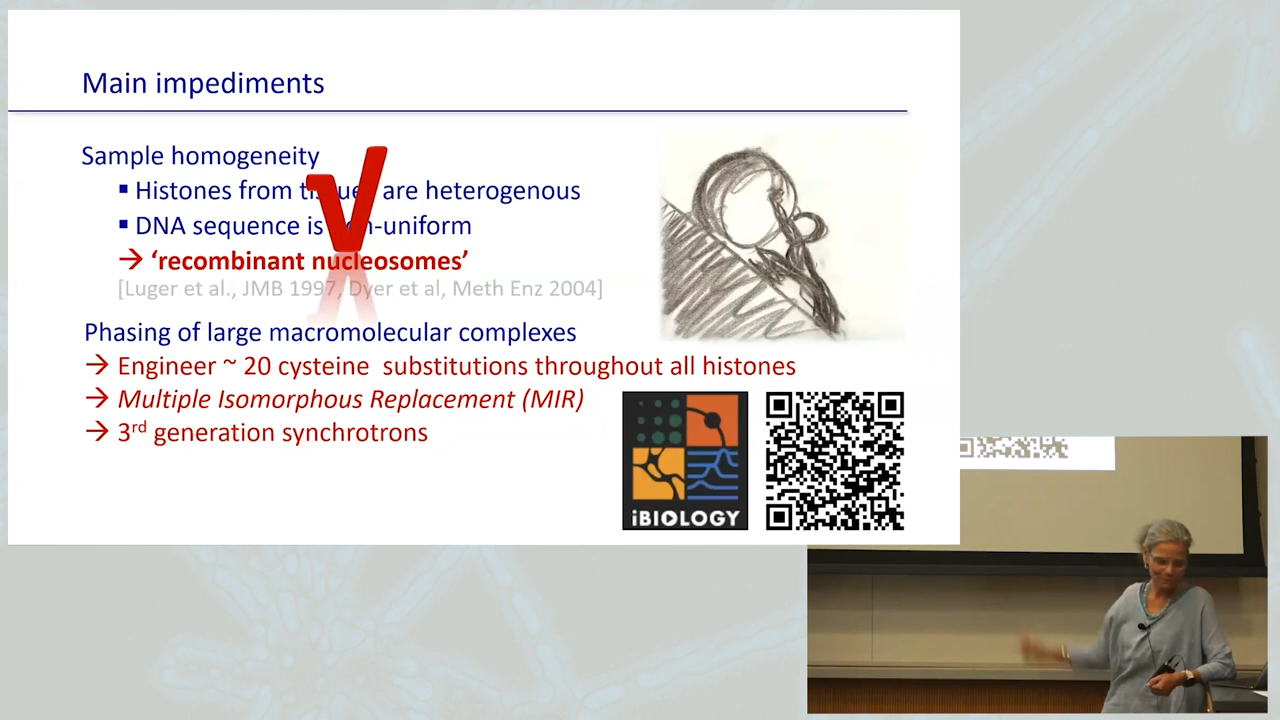 Main impediments
Sample homogeneity
▪ Histones from tissue are heterogenous
▪ DNA sequence is non-uniform
→ ‘recombinant nucleosomes’
[Luger et al., JMB 1997, Dyer et al, Meth Enz 2004]
Phasing of large macromolecular complexes
→ Engineer ~ 20 cysteine substitutions throughout all histones
→ Multiple Isomorphous Replacement (MIR)
→ 3rd generation synchrotrons
iBIOLOGY